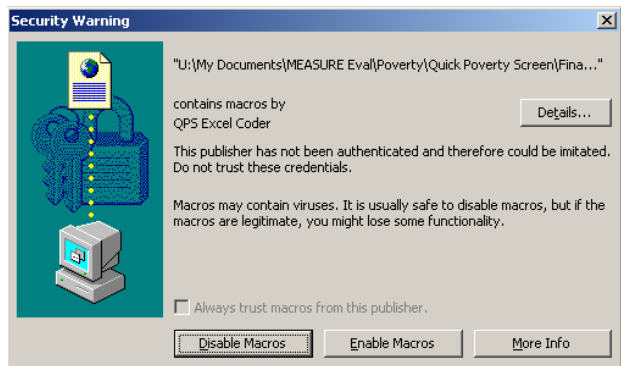 Security Warning
"U:\My Documents\MEASURE Eval\Poverty\Quick Poverty Screen\Fina..."
contains macros by
QPS Excel Coder
Details...
This publisher has not been authenticated and therefore could be imitated.
Do not trust these credentials.
Macros may contain viruses. It is usually safe to disable macros, but if the
macros are legitimate, you might lose some functionality.
Always trust macros from this publisher.
Disable Macros
Enable Macros
More Info